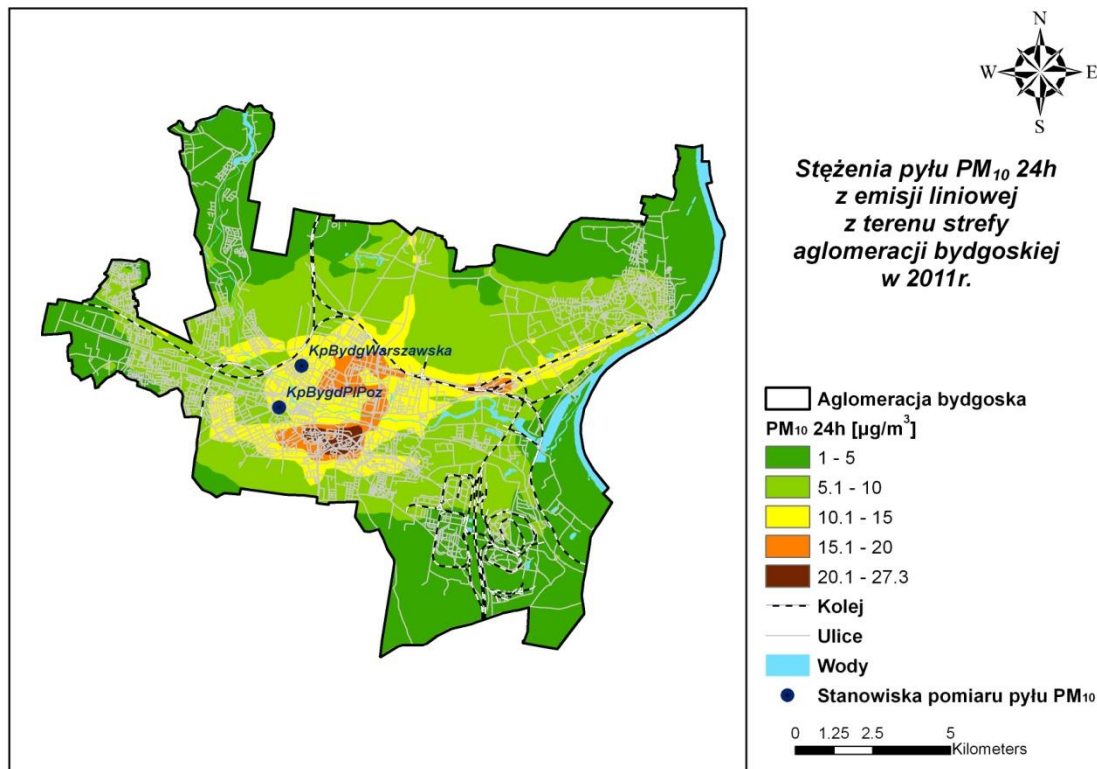 N
W E
S
Stężenia pyłu PM₁₀ 24h
z emisji liniowej
z terenu strefy
aglomeracji bydgoskiej
w 2011r.
KpBydgWarszawska
KpBygdPlPoz
Aglomeracja bydgoska
PM₁₀ 24h [µg/m³]
1 - 5
5.1 - 10
10.1 - 15
15.1 - 20
20.1 - 27.3
Kolej
Ulice
Wody
Stanowiska pomiaru pyłu PM₁₀
0 1.25 2.5 5
Kilometers